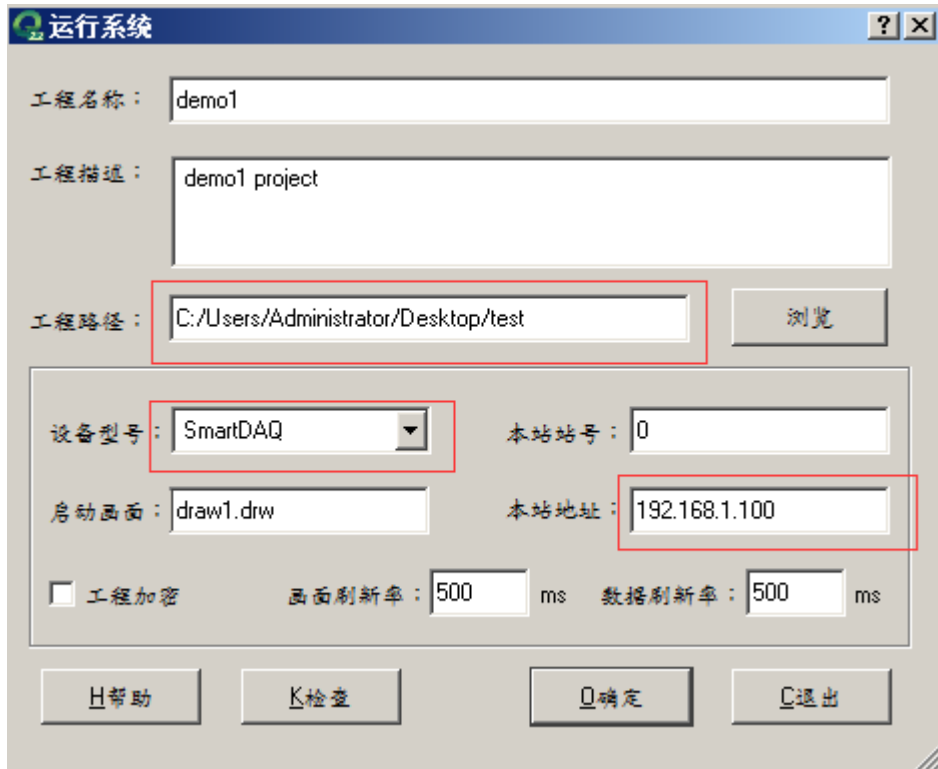 运行系统
工程名称：demo1
工程描述：demo1 project
工程路径：C:/Users/Administrator/Desktop/test 浏览
设备型号：SmartDAQ 本站站号：0
启动画面：draw1.drw 本站地址：192.168.1.100
工程加密 画面刷新率：500 ms 数据刷新率：500 ms
H帮助 K检查 O确定 C退出